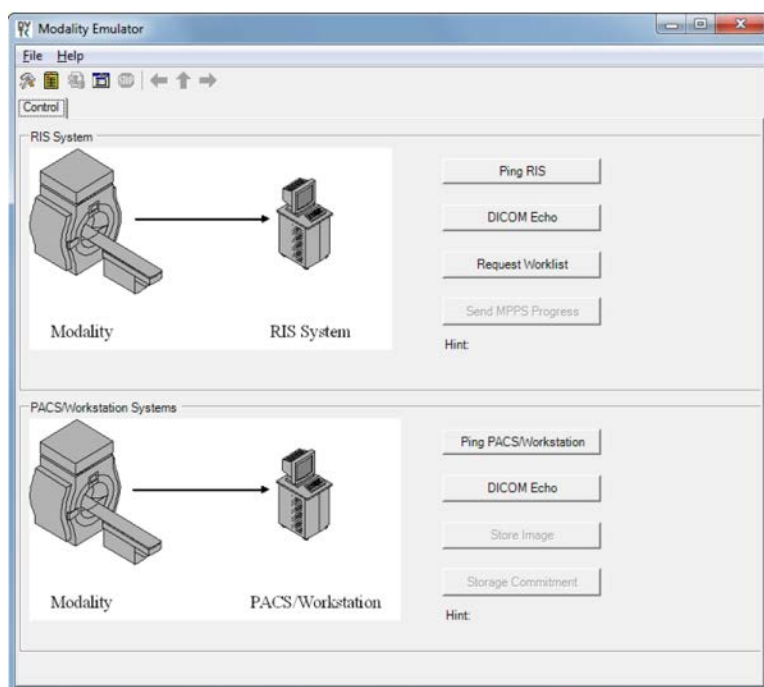 Modality Emulator
File Help
Control
RIS System
Modality
RIS System
Ping RIS
DICOM Echo
Request Worklist
Send MPPS Progress
Hint:
PACS/Workstation Systems
Modality
PACS/Workstation
Ping PACS/Workstation
DICOM Echo
Store Image
Storage Commitment
Hint: